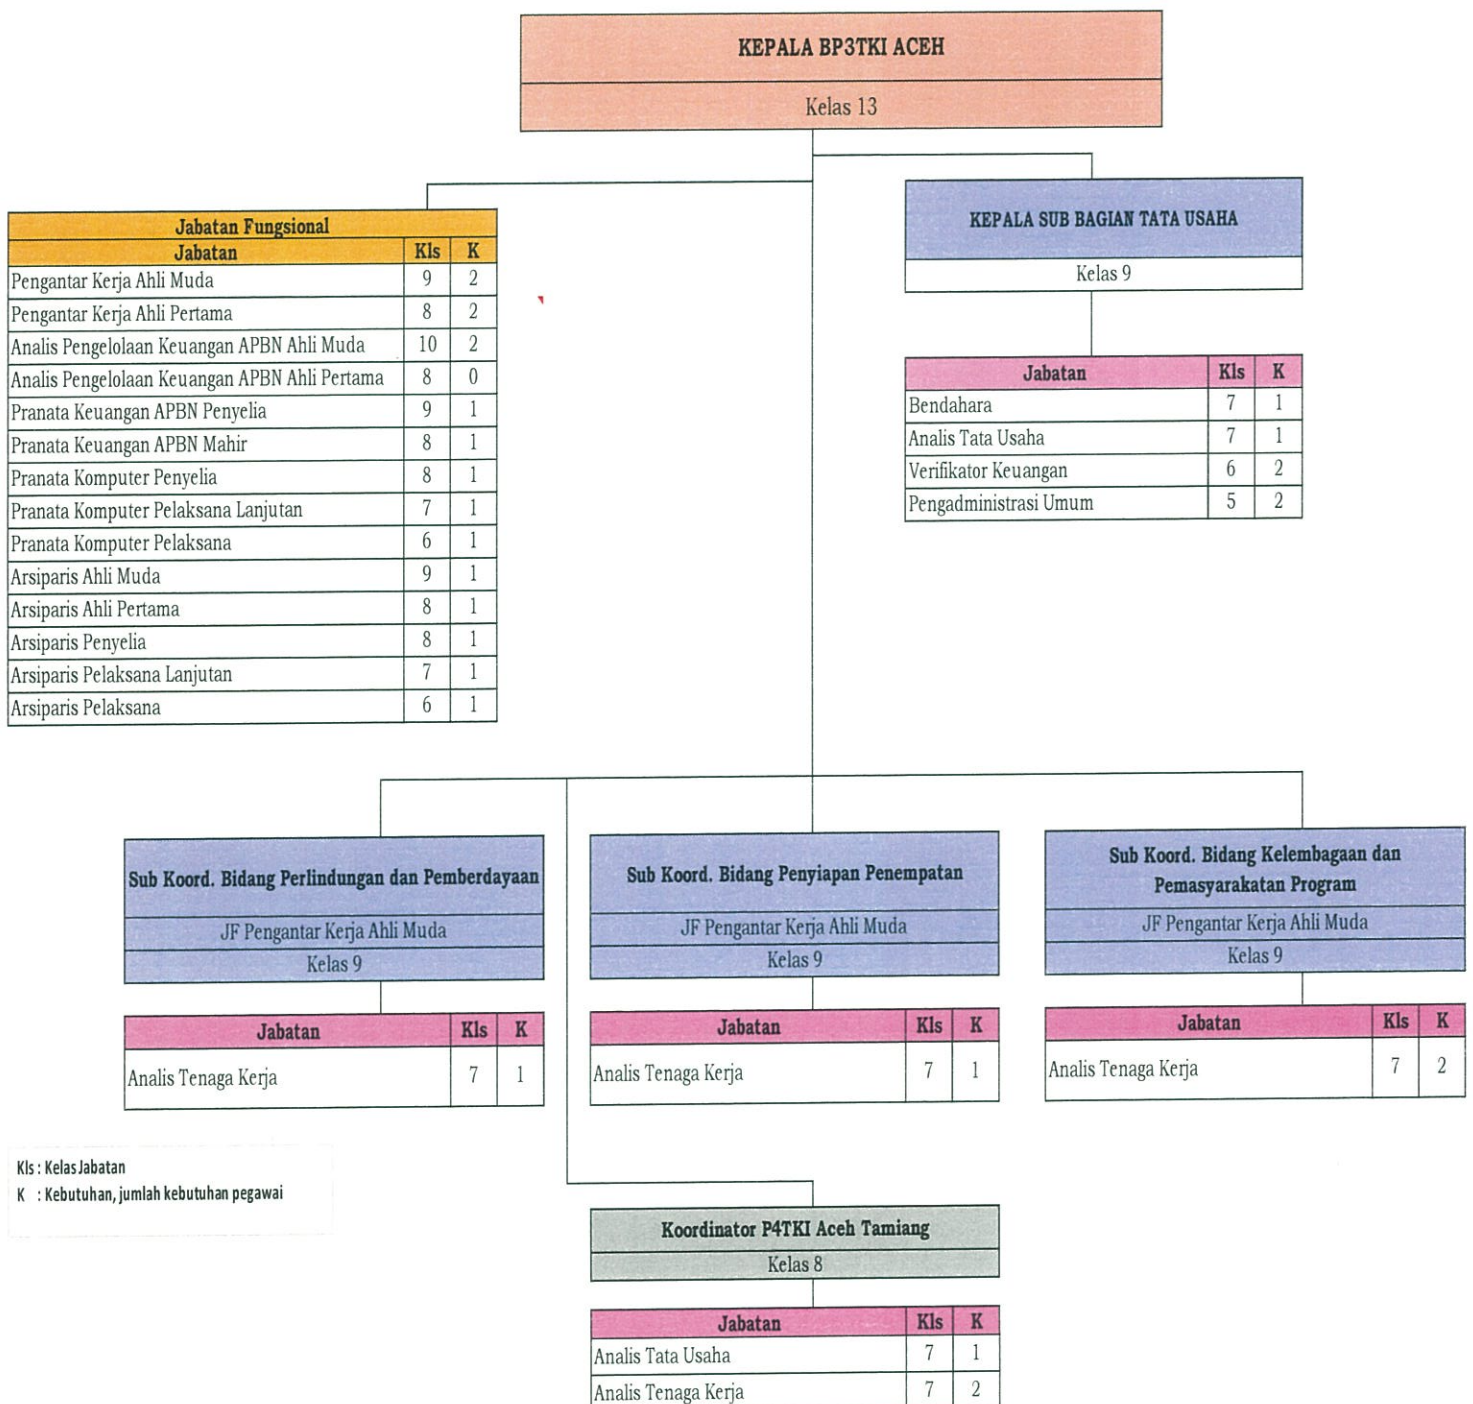 KEPALA BP3TKI ACEH
Kelas 13
KEPALA SUB BAGIAN TATA USAHA
Kelas 9
Jabatan Kls K
Bendahara 7 1
Analis Tata Usaha 7 1
Verifikator Keuangan 6 2
Pengadministrasi Umum 5 2
Jabatan Fungsional
Jabatan Kls K
Pengantar Kerja Ahli Muda 9 2
Pengantar Kerja Ahli Pertama 8 2
Analis Pengelolaan Keuangan APBN Ahli Muda 10 2
Analis Pengelolaan Keuangan APBN Ahli Pertama 8 0
Pranata Keuangan APBN Penyelia 9 1
Pranata Keuangan APBN Mahir 8 1
Pranata Komputer Penyelia 8 1
Pranata Komputer Pelaksana Lanjutan 7 1
Pranata Komputer Pelaksana 6 1
Arsiparis Ahli Muda 9 1
Arsiparis Ahli Pertama 8 1
Arsiparis Penyelia 8 1
Arsiparis Pelaksana Lanjutan 7 1
Arsiparis Pelaksana 6 1
Sub Koord. Bidang Perlindungan dan Pemberdayaan
JF Pengantar Kerja Ahli Muda
Kelas 9
Jabatan Kls K
Analis Tenaga Kerja 7 1
Sub Koord. Bidang Penyiapan Penempatan
JF Pengantar Kerja Ahli Muda
Kelas 9
Jabatan Kls K
Analis Tenaga Kerja 7 1
Sub Koord. Bidang Kelembagaan dan
Pemasyarakatan Program
JF Pengantar Kerja Ahli Muda
Kelas 9
Jabatan Kls K
Analis Tenaga Kerja 7 2
Kls : Kelas Jabatan
K : Kebutuhan, jumlah kebutuhan pegawai
Koordinator P4TKI Aceh Tamiang
Kelas 8
Jabatan Kls K
Analis Tata Usaha 7 1
Analis Tenaga Kerja 7 2